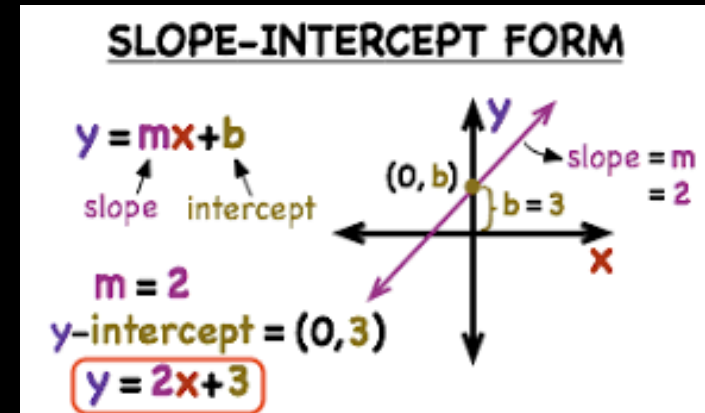 SLOPE-INTERCEPT FORM
y = mx+b
slope intercept
m = 2
y-intercept = (0,3)
y = 2x+3
y
(0, b)
b = 3
slope = m
= 2
x